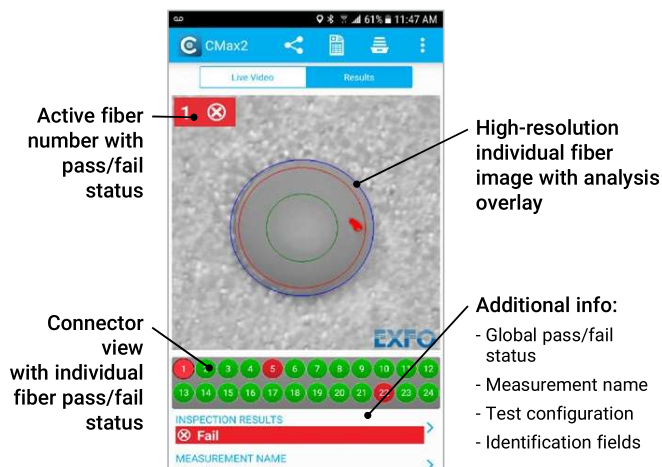 61% 11:47 AM
CMax2
Live Video
Results
1
Active fiber
number with
pass/fail
status
High-resolution
individual fiber
image with analysis
overlay
EXFO
Connector
view
with individual
fiber pass/fail
status
1 2 3 4 5 6 7 8 9 10 11 12
13 14 15 16 17 18 19 20 21 22 23 24
INSPECTION RESULTS
Fail
MEASUREMENT NAME
Additional info:
- Global pass/fail
status
- Measurement name
- Test configuration
- Identification fields